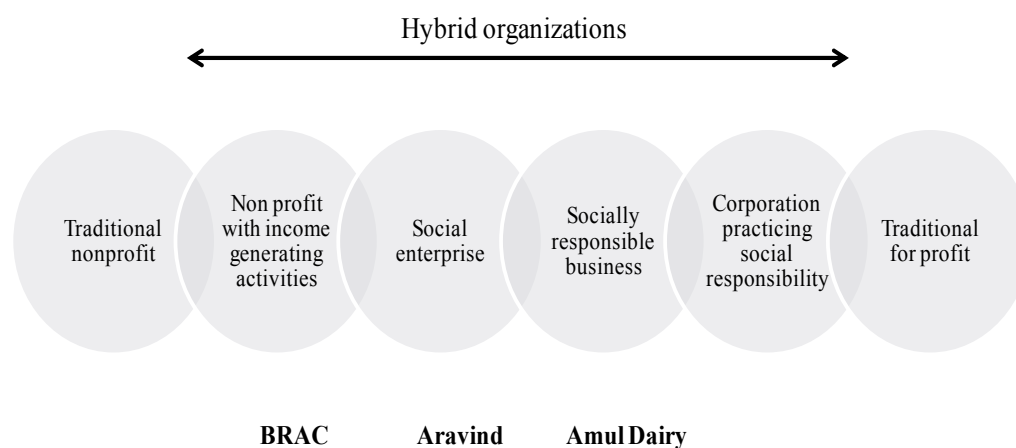 Hybrid organizations
Traditional
nonprofit
Non profit
with income
generating
activities
Social
enterprise
Socially
responsible
business
Corporation
practicing
social
responsibility
Traditional
for profit
BRAC
Aravind
Amul Dairy